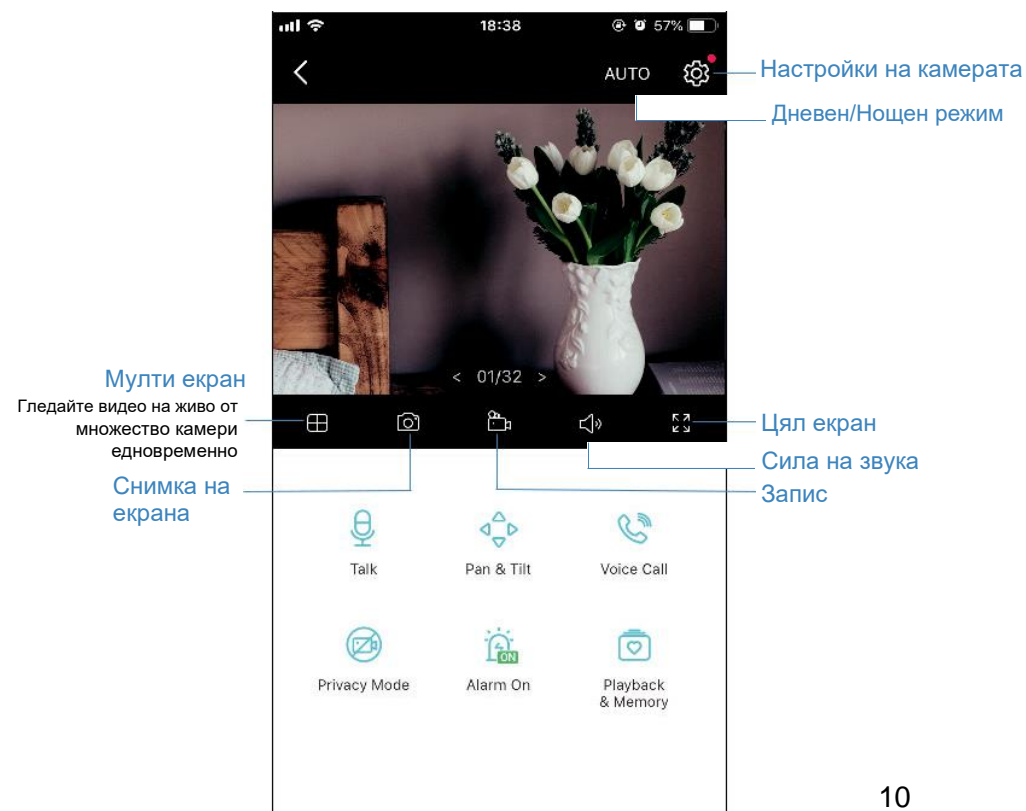 18:38
57%
AUTO
Настройки на камерата
Дневен/Нощен режим
< 01/32 >
Мулти екран
Гледайте видео на живо от
множество камери
едновременно
Снимка на
екрана
Цял екран
Сила на звука
Запис
Talk
Pan & Tilt
Voice Call
ON
Privacy Mode
Alarm On
Playback
& Memory
10